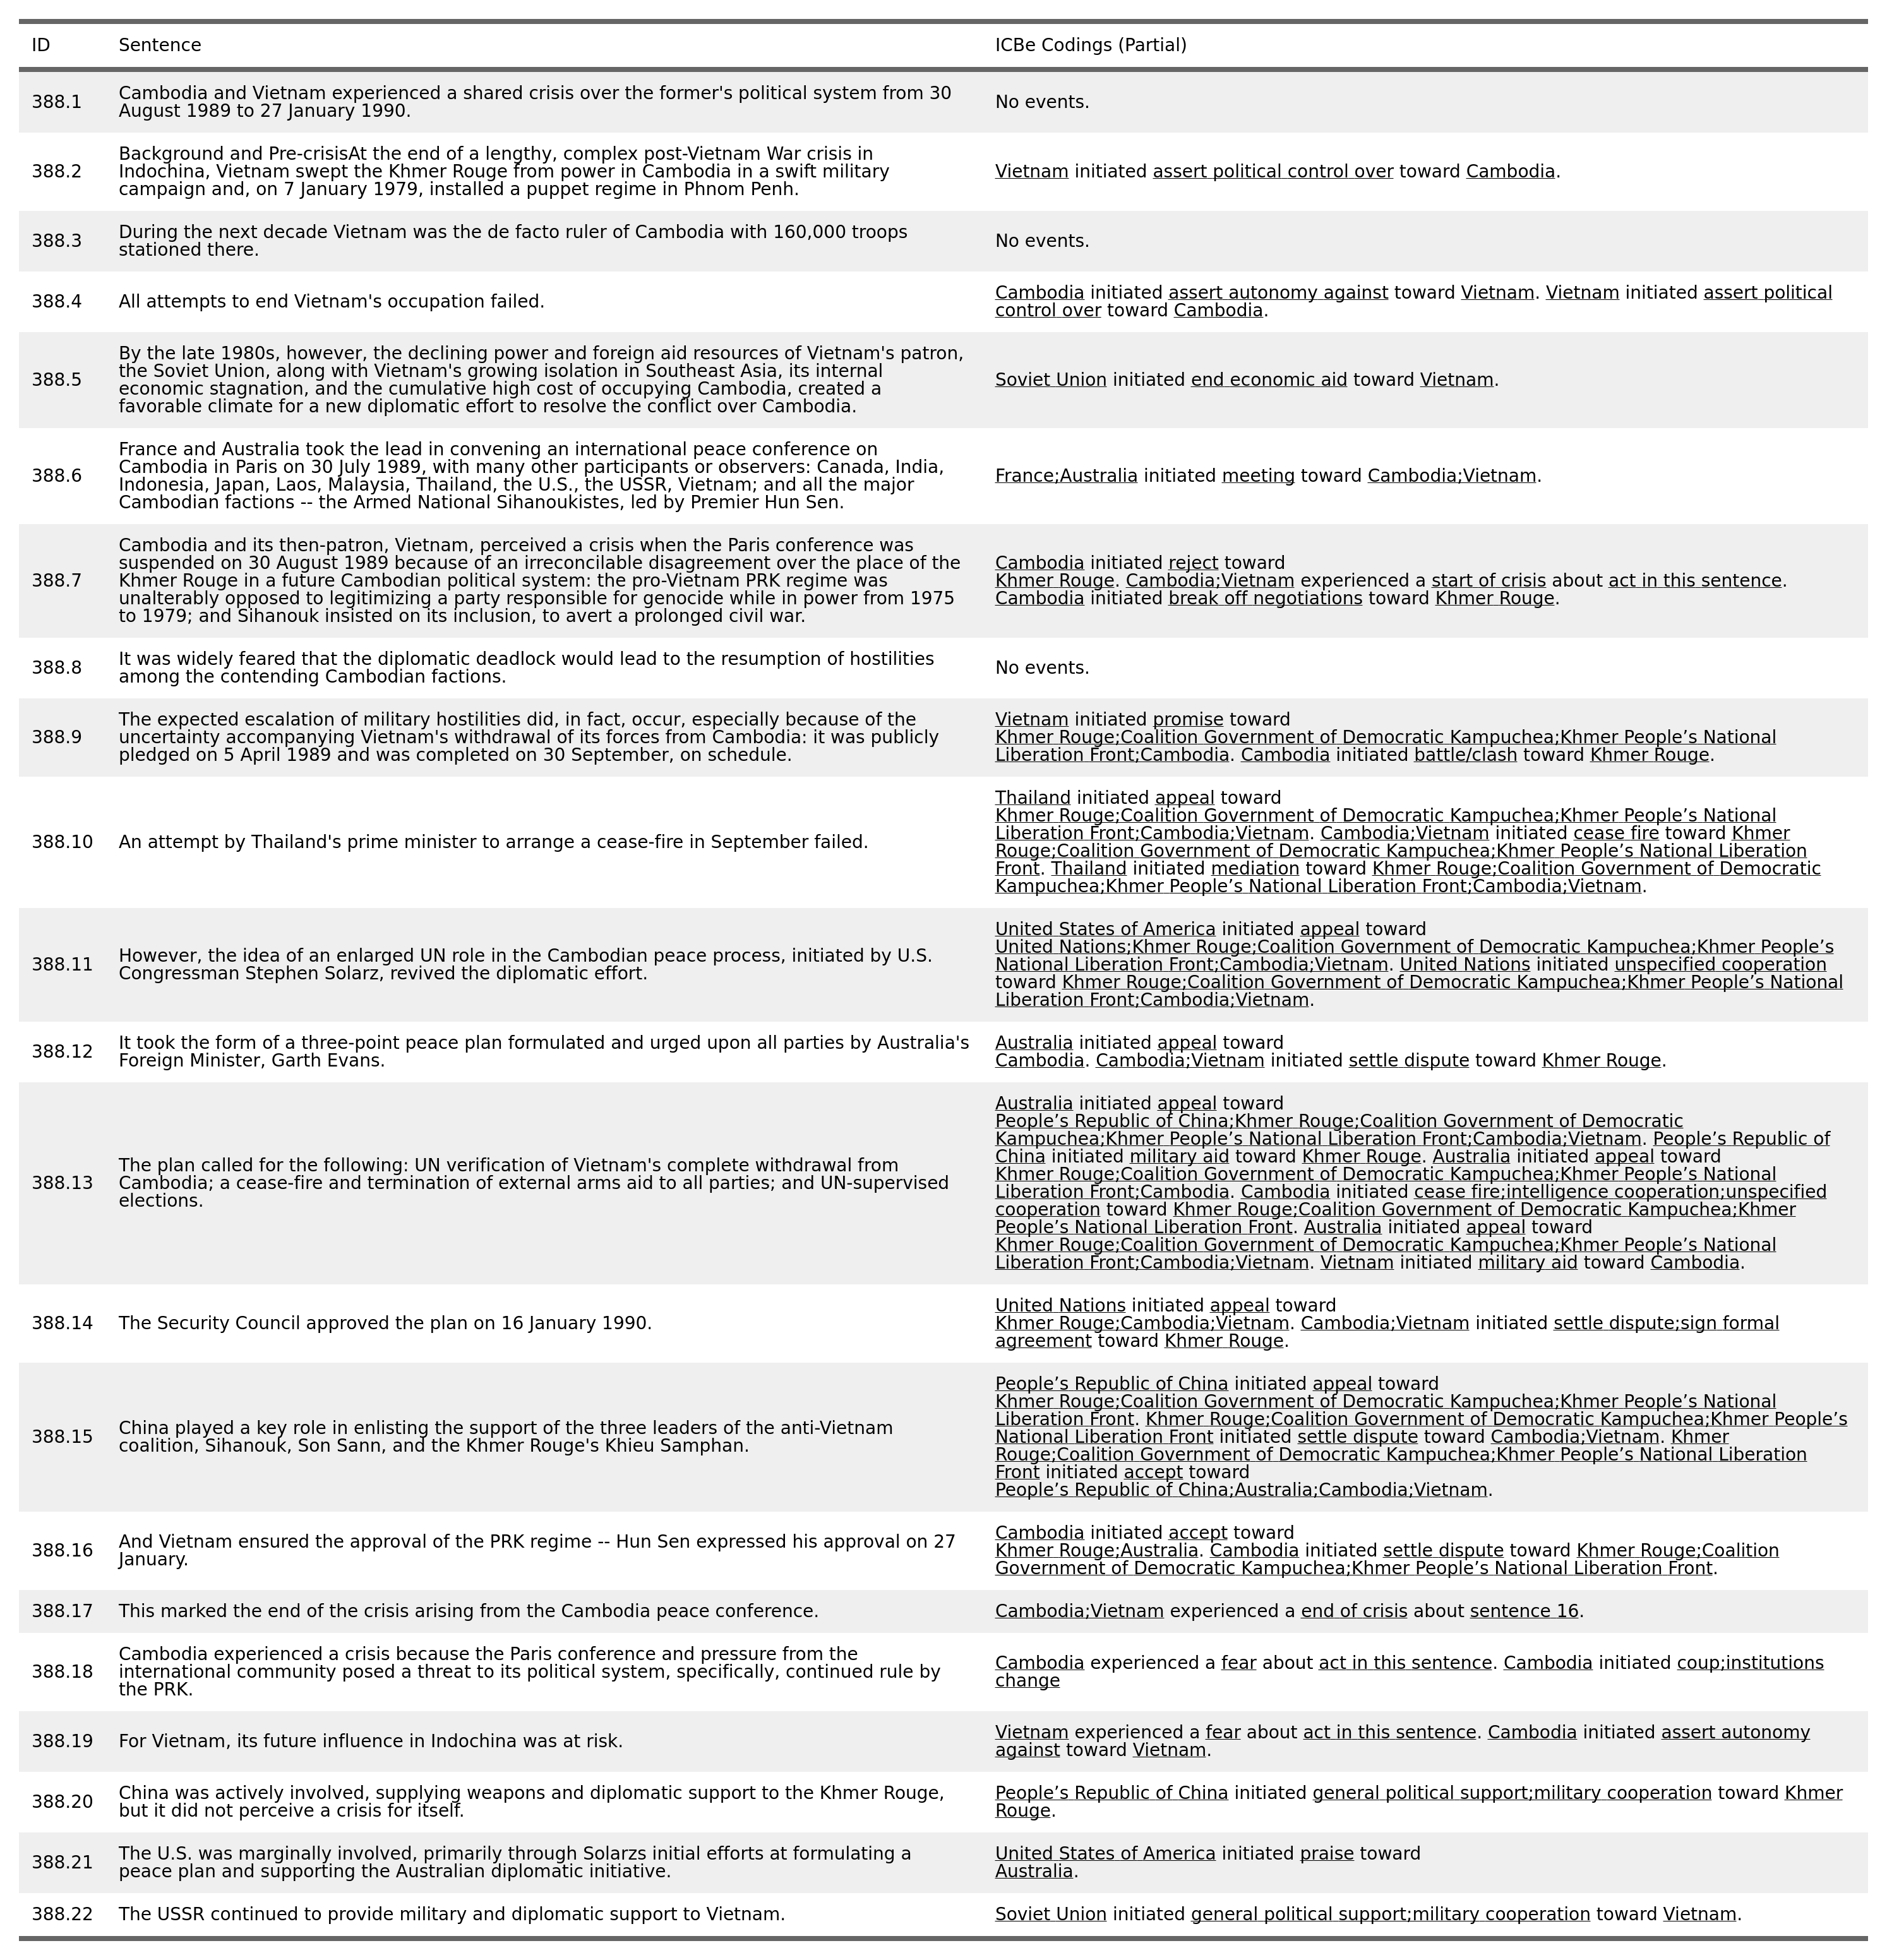 ID Sentence ICBe Codings (Partial)
388.1
Cambodia and Vietnam experienced a shared crisis over the former's political system from 30
August 1989 to 27 January 1990.
No events.
388.2
Background and Pre-crisisAt the end of a lengthy, complex post-Vietnam War crisis in
Indochina, Vietnam swept the Khmer Rouge from power in Cambodia in a swift military
campaign and, on 7 January 1979, installed a puppet regime in Phnom Penh.
Vietnam initiated assert political control over toward Cambodia.
388.3
During the next decade Vietnam was the de facto ruler of Cambodia with 160,000 troops
stationed there.
No events.
388.4
All attempts to end Vietnam's occupation failed.
Cambodia initiated assert autonomy against toward Vietnam. Vietnam initiated assert political
control over toward Cambodia.
388.5
By the late 1980s, however, the declining power and foreign aid resources of Vietnam's patron,
the Soviet Union, along with Vietnam's growing isolation in Southeast Asia, its internal
economic stagnation, and the cumulative high cost of occupying Cambodia, created a
favorable climate for a new diplomatic effort to resolve the conflict over Cambodia.
Soviet Union initiated end economic aid toward Vietnam.
388.6
France and Australia took the lead in convening an international peace conference on
Cambodia in Paris on 30 July 1989, with many other participants or observers: Canada, India,
Indonesia, Japan, Laos, Malaysia, Thailand, the U.S., the USSR, Vietnam; and all the major
Cambodian factions -- the Armed National Sihanoukistes, led by Premier Hun Sen.
France;Australia initiated meeting toward Cambodia;Vietnam.
388.7
Cambodia and its then-patron, Vietnam, perceived a crisis when the Paris conference was
suspended on 30 August 1989 because of an irreconcilable disagreement over the place of the
Khmer Rouge in a future Cambodian political system: the pro-Vietnam PRK regime was
unalterably opposed to legitimizing a party responsible for genocide while in power from 1975
to 1979; and Sihanouk insisted on its inclusion, to avert a prolonged civil war.
Cambodia initiated reject toward
Khmer Rouge. Cambodia;Vietnam experienced a start of crisis about act in this sentence.
Cambodia initiated break off negotiations toward Khmer Rouge.
388.8
It was widely feared that the diplomatic deadlock would lead to the resumption of hostilities
among the contending Cambodian factions.
No events.
388.9
The expected escalation of military hostilities did, in fact, occur, especially because of the
uncertainty accompanying Vietnam's withdrawal of its forces from Cambodia: it was publicly
pledged on 5 April 1989 and was completed on 30 September, on schedule.
Vietnam initiated promise toward
Khmer Rouge;Coalition Government of Democratic Kampuchea;Khmer People’s National
Liberation Front;Cambodia. Cambodia initiated battle/clash toward Khmer Rouge.
388.10
An attempt by Thailand's prime minister to arrange a cease-fire in September failed.
Thailand initiated appeal toward
Khmer Rouge;Coalition Government of Democratic Kampuchea;Khmer People’s National
Liberation Front;Cambodia;Vietnam. Cambodia;Vietnam initiated cease fire toward Khmer
Rouge;Coalition Government of Democratic Kampuchea;Khmer People’s National Liberation
Front. Thailand initiated mediation toward Khmer Rouge;Coalition Government of Democratic
Kampuchea;Khmer People’s National Liberation Front;Cambodia;Vietnam.
388.11
However, the idea of an enlarged UN role in the Cambodian peace process, initiated by U.S.
Congressman Stephen Solarz, revived the diplomatic effort.
United States of America initiated appeal toward
United Nations;Khmer Rouge;Coalition Government of Democratic Kampuchea;Khmer People’s
National Liberation Front;Cambodia;Vietnam. United Nations initiated unspecified cooperation
toward Khmer Rouge;Coalition Government of Democratic Kampuchea;Khmer People’s National
Liberation Front;Cambodia;Vietnam.
388.12
It took the form of a three-point peace plan formulated and urged upon all parties by Australia's
Foreign Minister, Garth Evans.
Australia initiated appeal toward
Cambodia. Cambodia;Vietnam initiated settle dispute toward Khmer Rouge.
388.13
The plan called for the following: UN verification of Vietnam's complete withdrawal from
Cambodia; a cease-fire and termination of external arms aid to all parties; and UN-supervised
elections.
Australia initiated appeal toward
People’s Republic of China;Khmer Rouge;Coalition Government of Democratic
Kampuchea;Khmer People’s National Liberation Front;Cambodia;Vietnam. People’s Republic of
China initiated military aid toward Khmer Rouge. Australia initiated appeal toward
Khmer Rouge;Coalition Government of Democratic Kampuchea;Khmer People’s National
Liberation Front;Cambodia. Cambodia initiated cease fire;intelligence cooperation;unspecified
cooperation toward Khmer Rouge;Coalition Government of Democratic Kampuchea;Khmer
People’s National Liberation Front. Australia initiated appeal toward
Khmer Rouge;Coalition Government of Democratic Kampuchea;Khmer People’s National
Liberation Front;Cambodia;Vietnam. Vietnam initiated military aid toward Cambodia.
388.14
The Security Council approved the plan on 16 January 1990.
United Nations initiated appeal toward
Khmer Rouge;Cambodia;Vietnam. Cambodia;Vietnam initiated settle dispute;sign formal
agreement toward Khmer Rouge.
388.15
China played a key role in enlisting the support of the three leaders of the anti-Vietnam
coalition, Sihanouk, Son Sann, and the Khmer Rouge's Khieu Samphan.
People’s Republic of China initiated appeal toward
Khmer Rouge;Coalition Government of Democratic Kampuchea;Khmer People’s National
Liberation Front. Khmer Rouge;Coalition Government of Democratic Kampuchea;Khmer People’s
National Liberation Front initiated settle dispute toward Cambodia;Vietnam. Khmer
Rouge;Coalition Government of Democratic Kampuchea;Khmer People’s National Liberation
Front initiated accept toward
People’s Republic of China;Australia;Cambodia;Vietnam.
388.16
And Vietnam ensured the approval of the PRK regime -- Hun Sen expressed his approval on 27
January.
Cambodia initiated accept toward
Khmer Rouge;Australia. Cambodia initiated settle dispute toward Khmer Rouge;Coalition
Government of Democratic Kampuchea;Khmer People’s National Liberation Front.
388.17
This marked the end of the crisis arising from the Cambodia peace conference.
Cambodia;Vietnam experienced a end of crisis about sentence 16.
388.18
Cambodia experienced a crisis because the Paris conference and pressure from the
international community posed a threat to its political system, specifically, continued rule by
the PRK.
Cambodia experienced a fear about act in this sentence. Cambodia initiated coup;institutions
change
388.19
For Vietnam, its future influence in Indochina was at risk.
Vietnam experienced a fear about act in this sentence. Cambodia initiated assert autonomy
against toward Vietnam.
388.20
China was actively involved, supplying weapons and diplomatic support to the Khmer Rouge,
but it did not perceive a crisis for itself.
People’s Republic of China initiated general political support;military cooperation toward Khmer
Rouge.
388.21
The U.S. was marginally involved, primarily through Solarzs initial efforts at formulating a
peace plan and supporting the Australian diplomatic initiative.
United States of America initiated praise toward
Australia.
388.22
The USSR continued to provide military and diplomatic support to Vietnam.
Soviet Union initiated general political support;military cooperation toward Vietnam.